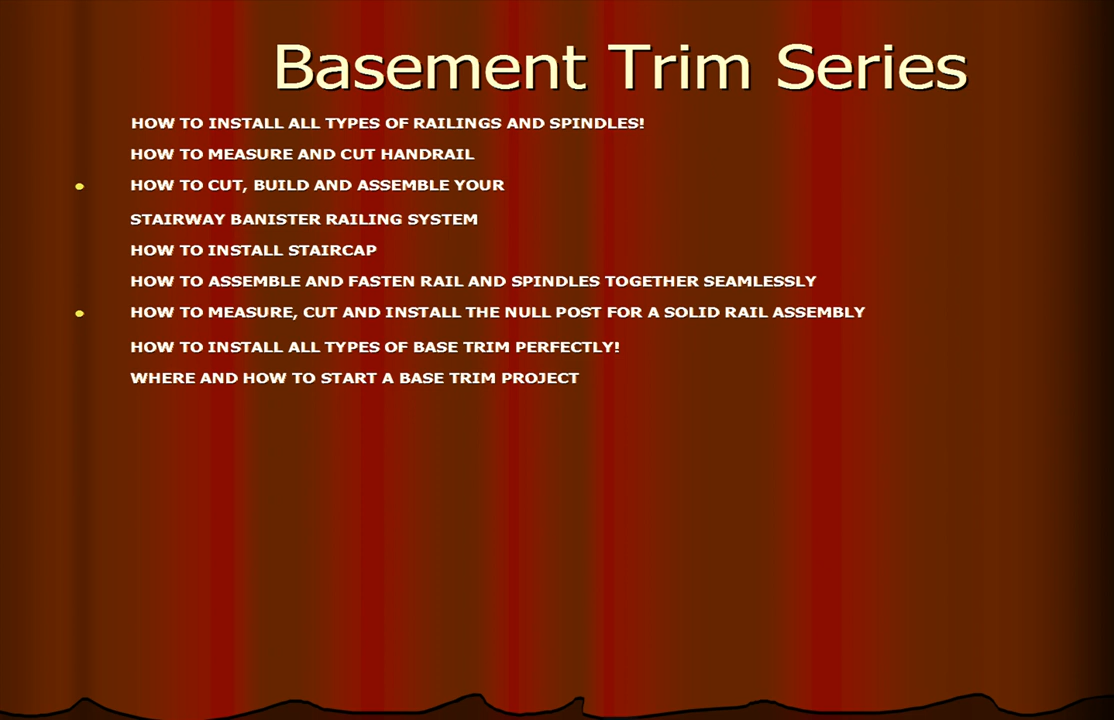 Basement Trim Series
HOW TO INSTALL ALL TYPES OF RAILINGS AND SPINDLES!
HOW TO MEASURE AND CUT HANDRAIL
HOW TO CUT, BUILD AND ASSEMBLE YOUR
STAIRWAY BANISTER RAILING SYSTEM
HOW TO INSTALL STAIRCAP
HOW TO ASSEMBLE AND FASTEN RAIL AND SPINDLES TOGETHER SEAMLESSLY
HOW TO MEASURE, CUT AND INSTALL THE NULL POST FOR A SOLID RAIL ASSEMBLY
HOW TO INSTALL ALL TYPES OF BASE TRIM PERFECTLY!
WHERE AND HOW TO START A BASE TRIM PROJECT